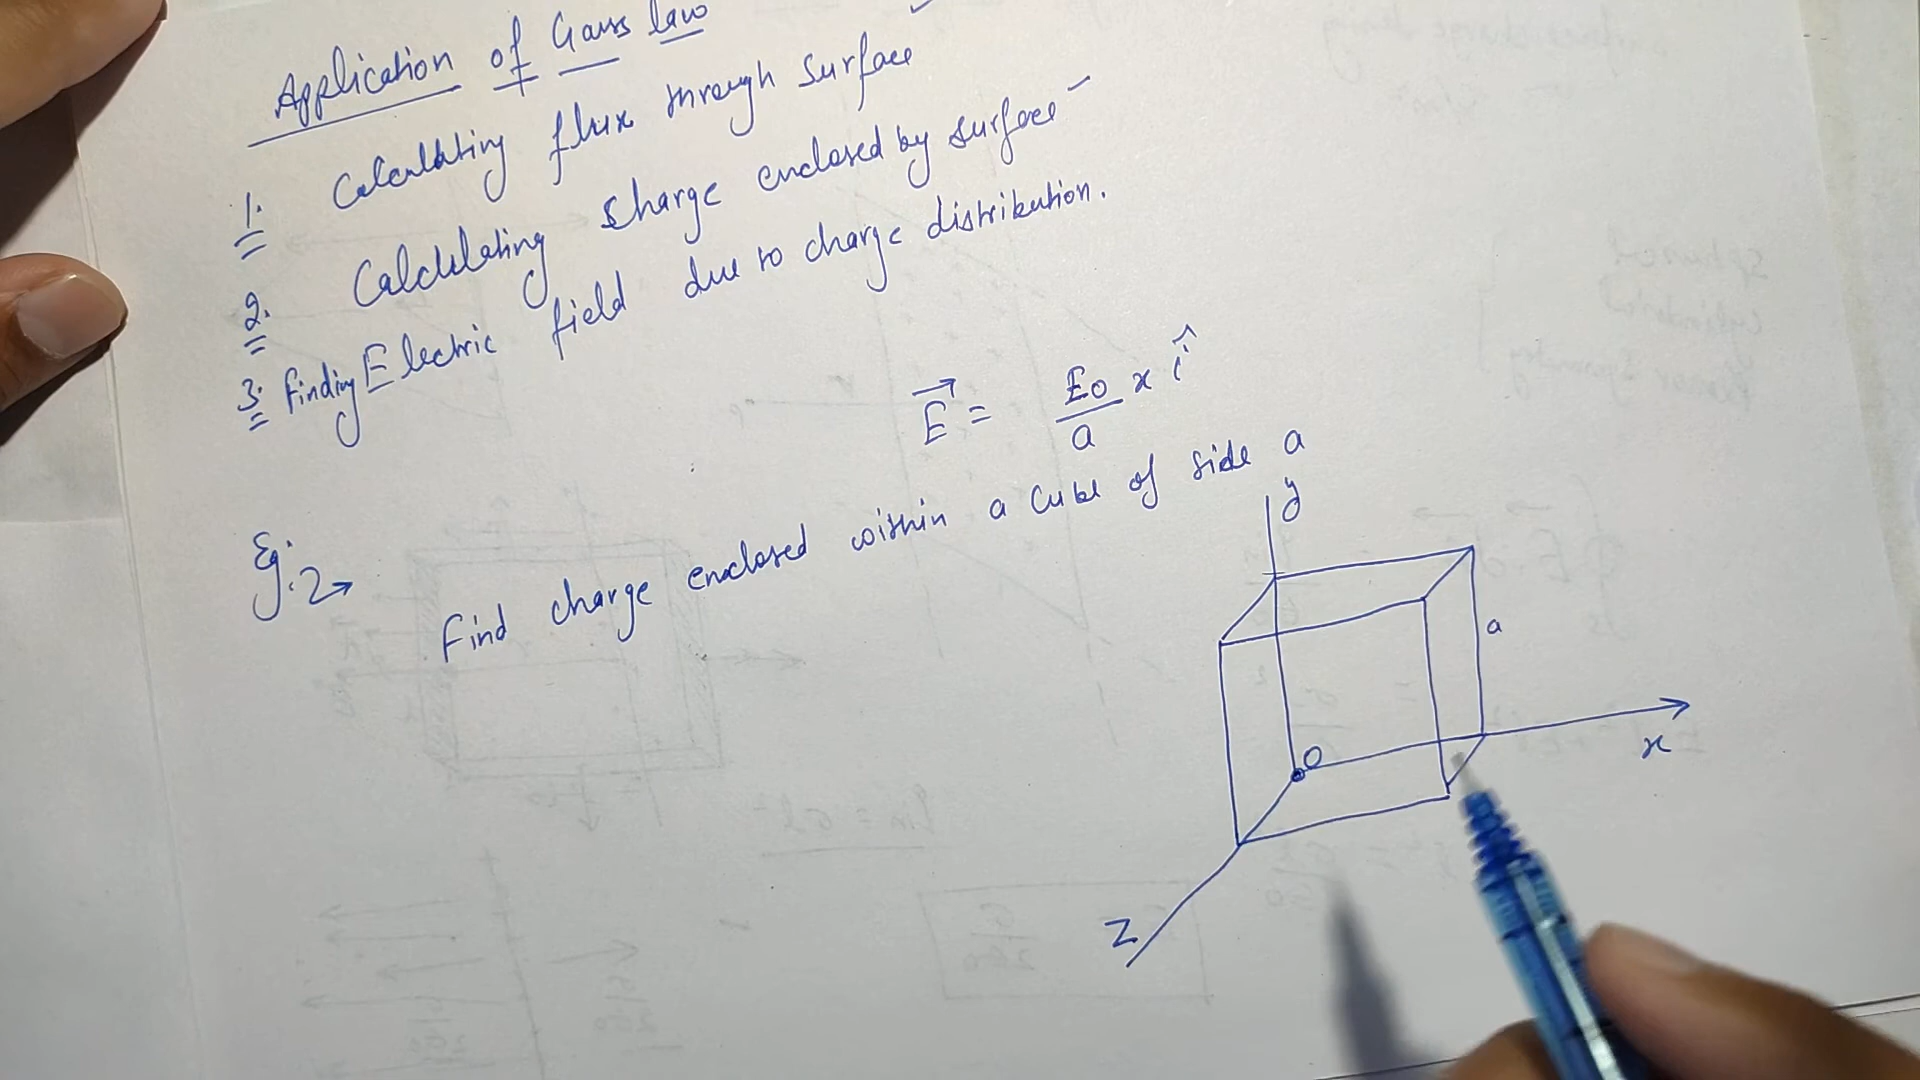 Application of Gauss law
1. Calculating flux through surface
2. Calculating charge enclosed by surface
3. finding Electric field due to charge distribution.
E⃗ = E₀/a x î
Eg. 2→ Find charge enclosed within a cube of side a
y
a
O
x
Z